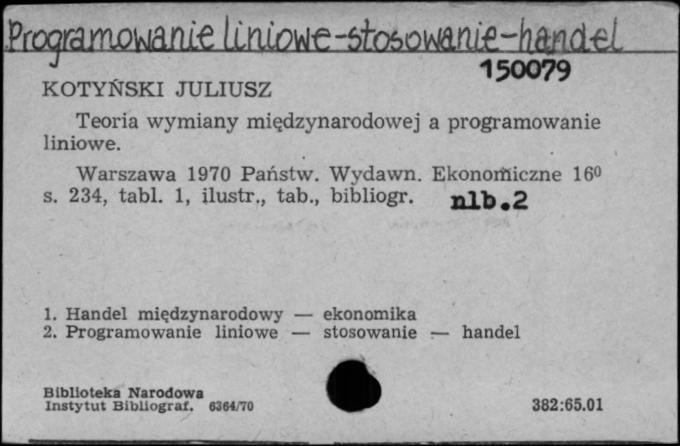 Programowanie liniowe-stosowanie-handel
150079
KOTYŃSKI JULIUSZ
Teoria wymiany międzynarodowej a programowanie
liniowe.
Warszawa 1970 Państw. Wydawn. Ekonomiczne 16⁰
s. 234, tabl. 1, ilustr., tab., bibliogr. nlb.2
1. Handel międzynarodowy — ekonomika
2. Programowanie liniowe — stosowanie — handel
Biblioteka Narodowa
Instytut Bibliograf. 6364/70 382:65.01